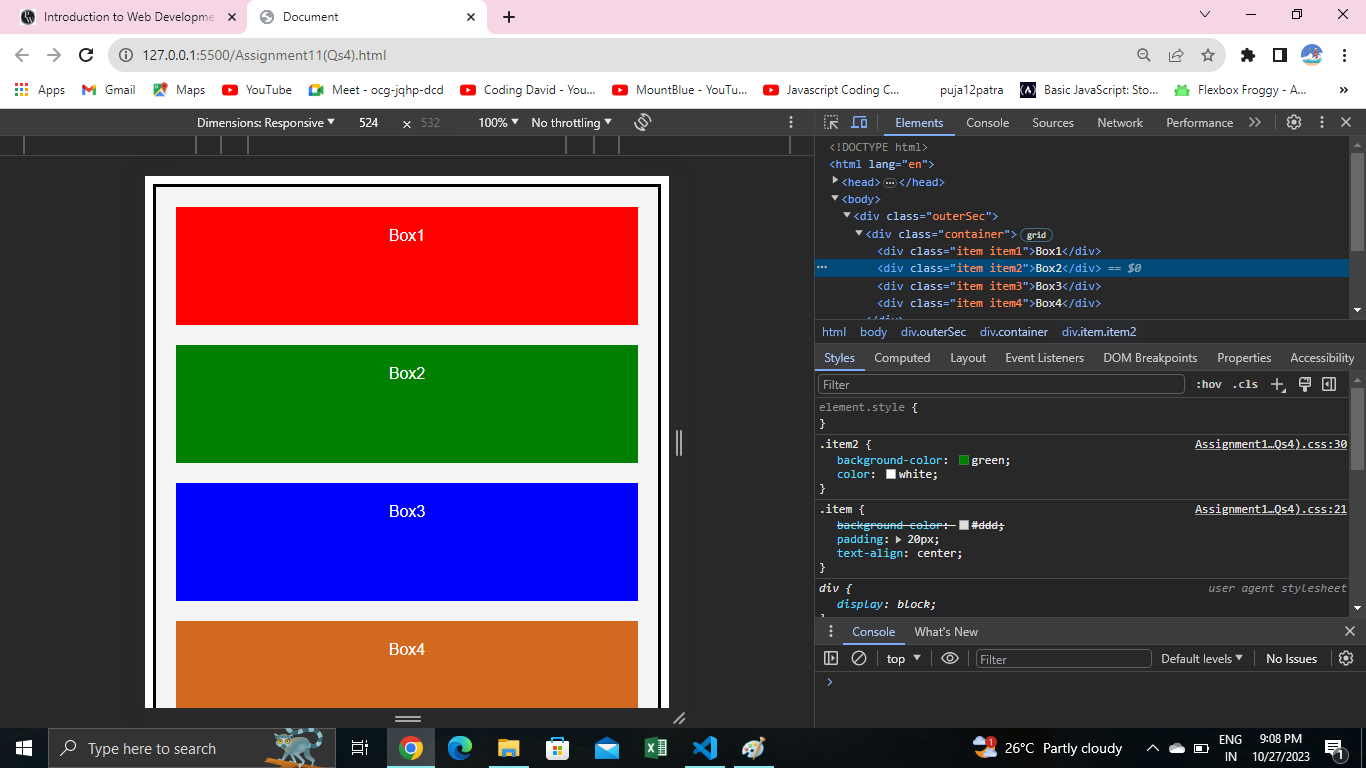 Introduction to Web Developme
Document
127.0.0.1:5500/Assignment11(Qs4).html
Apps
Gmail
Maps
YouTube
Meet - ocg-jqhp-dcd
Coding David - You...
MountBlue - YouTu...
Javascript Coding C...
puja12patra
Basic JavaScript: Sto...
Flexbox Froggy - A...
»
Dimensions: Responsive
524
×
532
100%
No throttling
Elements
Console
Sources
Network
Performance
<!DOCTYPE html>
<html lang="en">
<head>…</head>
<body>
<div class="outerSec">
<div class="container"> grid
<div class="item item1">Box1</div>
<div class="item item2">Box2</div> == $0
<div class="item item3">Box3</div>
<div class="item item4">Box4</div>
</div>
html body div.outerSec div.container div.item.item2
Styles Computed Layout Event Listeners DOM Breakpoints Properties Accessibility
Filter
:hov .cls
element.style {
}
.item2 { Assignment1…Qs4).css:30
background-color: green;
color: white;
}
.item { Assignment1…Qs4).css:21
background-color: #ddd;
padding: 20px;
text-align: center;
}
div { user agent stylesheet
display: block;
}
Console What's New
top
Filter
Default levels
No Issues
Box1
Box2
Box3
Box4
Type here to search
1
26°C Partly cloudy
ENG
IN
9:08 PM
10/27/2023
1